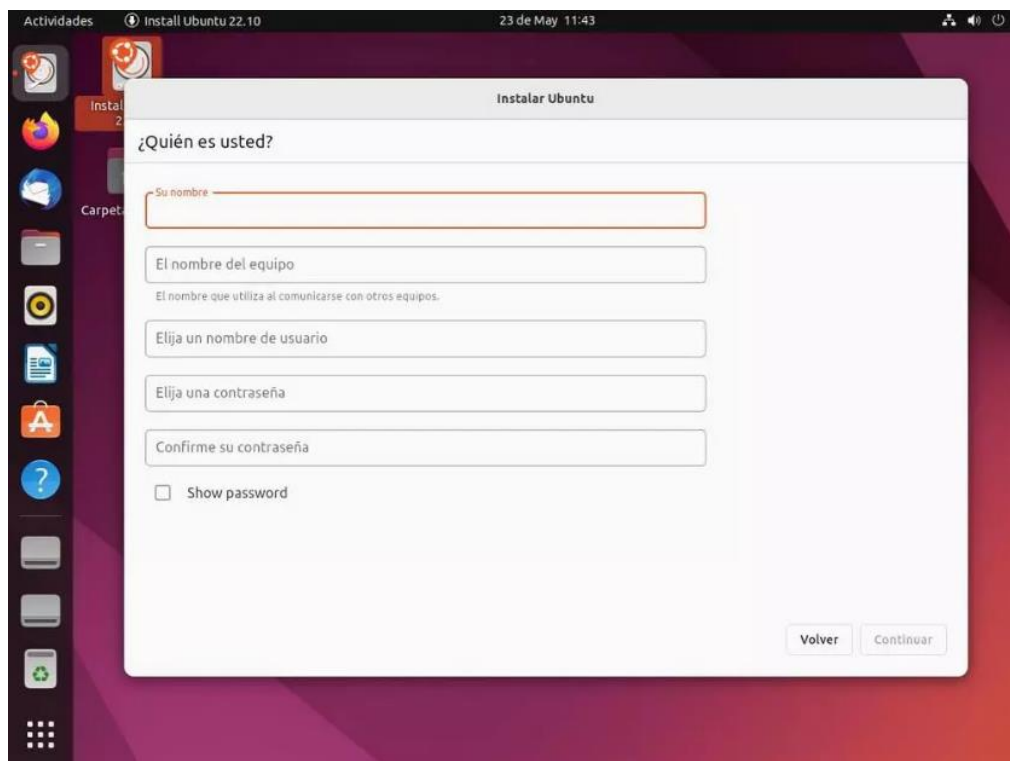 Actividades
Install Ubuntu 22.10
23 de May 11:43
Instal
2
Carpeta
Instalar Ubuntu
¿Quién es usted?
Su nombre
El nombre del equipo
El nombre que utiliza al comunicarse con otros equipos.
Elija un nombre de usuario
Elija una contraseña
Confirme su contraseña
Show password
Volver
Continuar